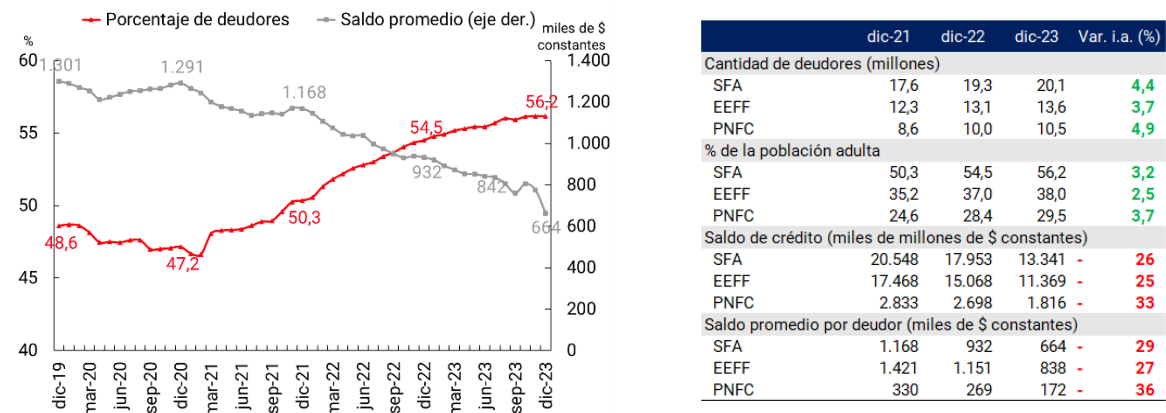 Porcentaje de deudores
Saldo promedio (eje der.)
%
miles de $
constantes
60
55
50
45
40
1.400
1.200
1.000
800
600
400
200
0
1.301
1.291
1.168
932
842
664
48,6
47,2
50,3
54,5
56,2
dic-19
mar-20
jun-20
sep-20
dic-20
mar-21
jun-21
sep-21
dic-21
mar-22
jun-22
sep-22
dic-22
mar-23
jun-23
sep-23
dic-23
dic-21 dic-22 dic-23 Var. i.a. (%)
Cantidad de deudores (millones)
SFA 17,6 19,3 20,1 4,4
EEFF 12,3 13,1 13,6 3,7
PNFC 8,6 10,0 10,5 4,9
% de la población adulta
SFA 50,3 54,5 56,2 3,2
EEFF 35,2 37,0 38,0 2,5
PNFC 24,6 28,4 29,5 3,7
Saldo de crédito (miles de millones de $ constantes)
SFA 20.548 17.953 13.341 - 26
EEFF 17.468 15.068 11.369 - 25
PNFC 2.833 2.698 1.816 - 33
Saldo promedio por deudor (miles de $ constantes)
SFA 1.168 932 664 - 29
EEFF 1.421 1.151 838 - 27
PNFC 330 269 172 - 36